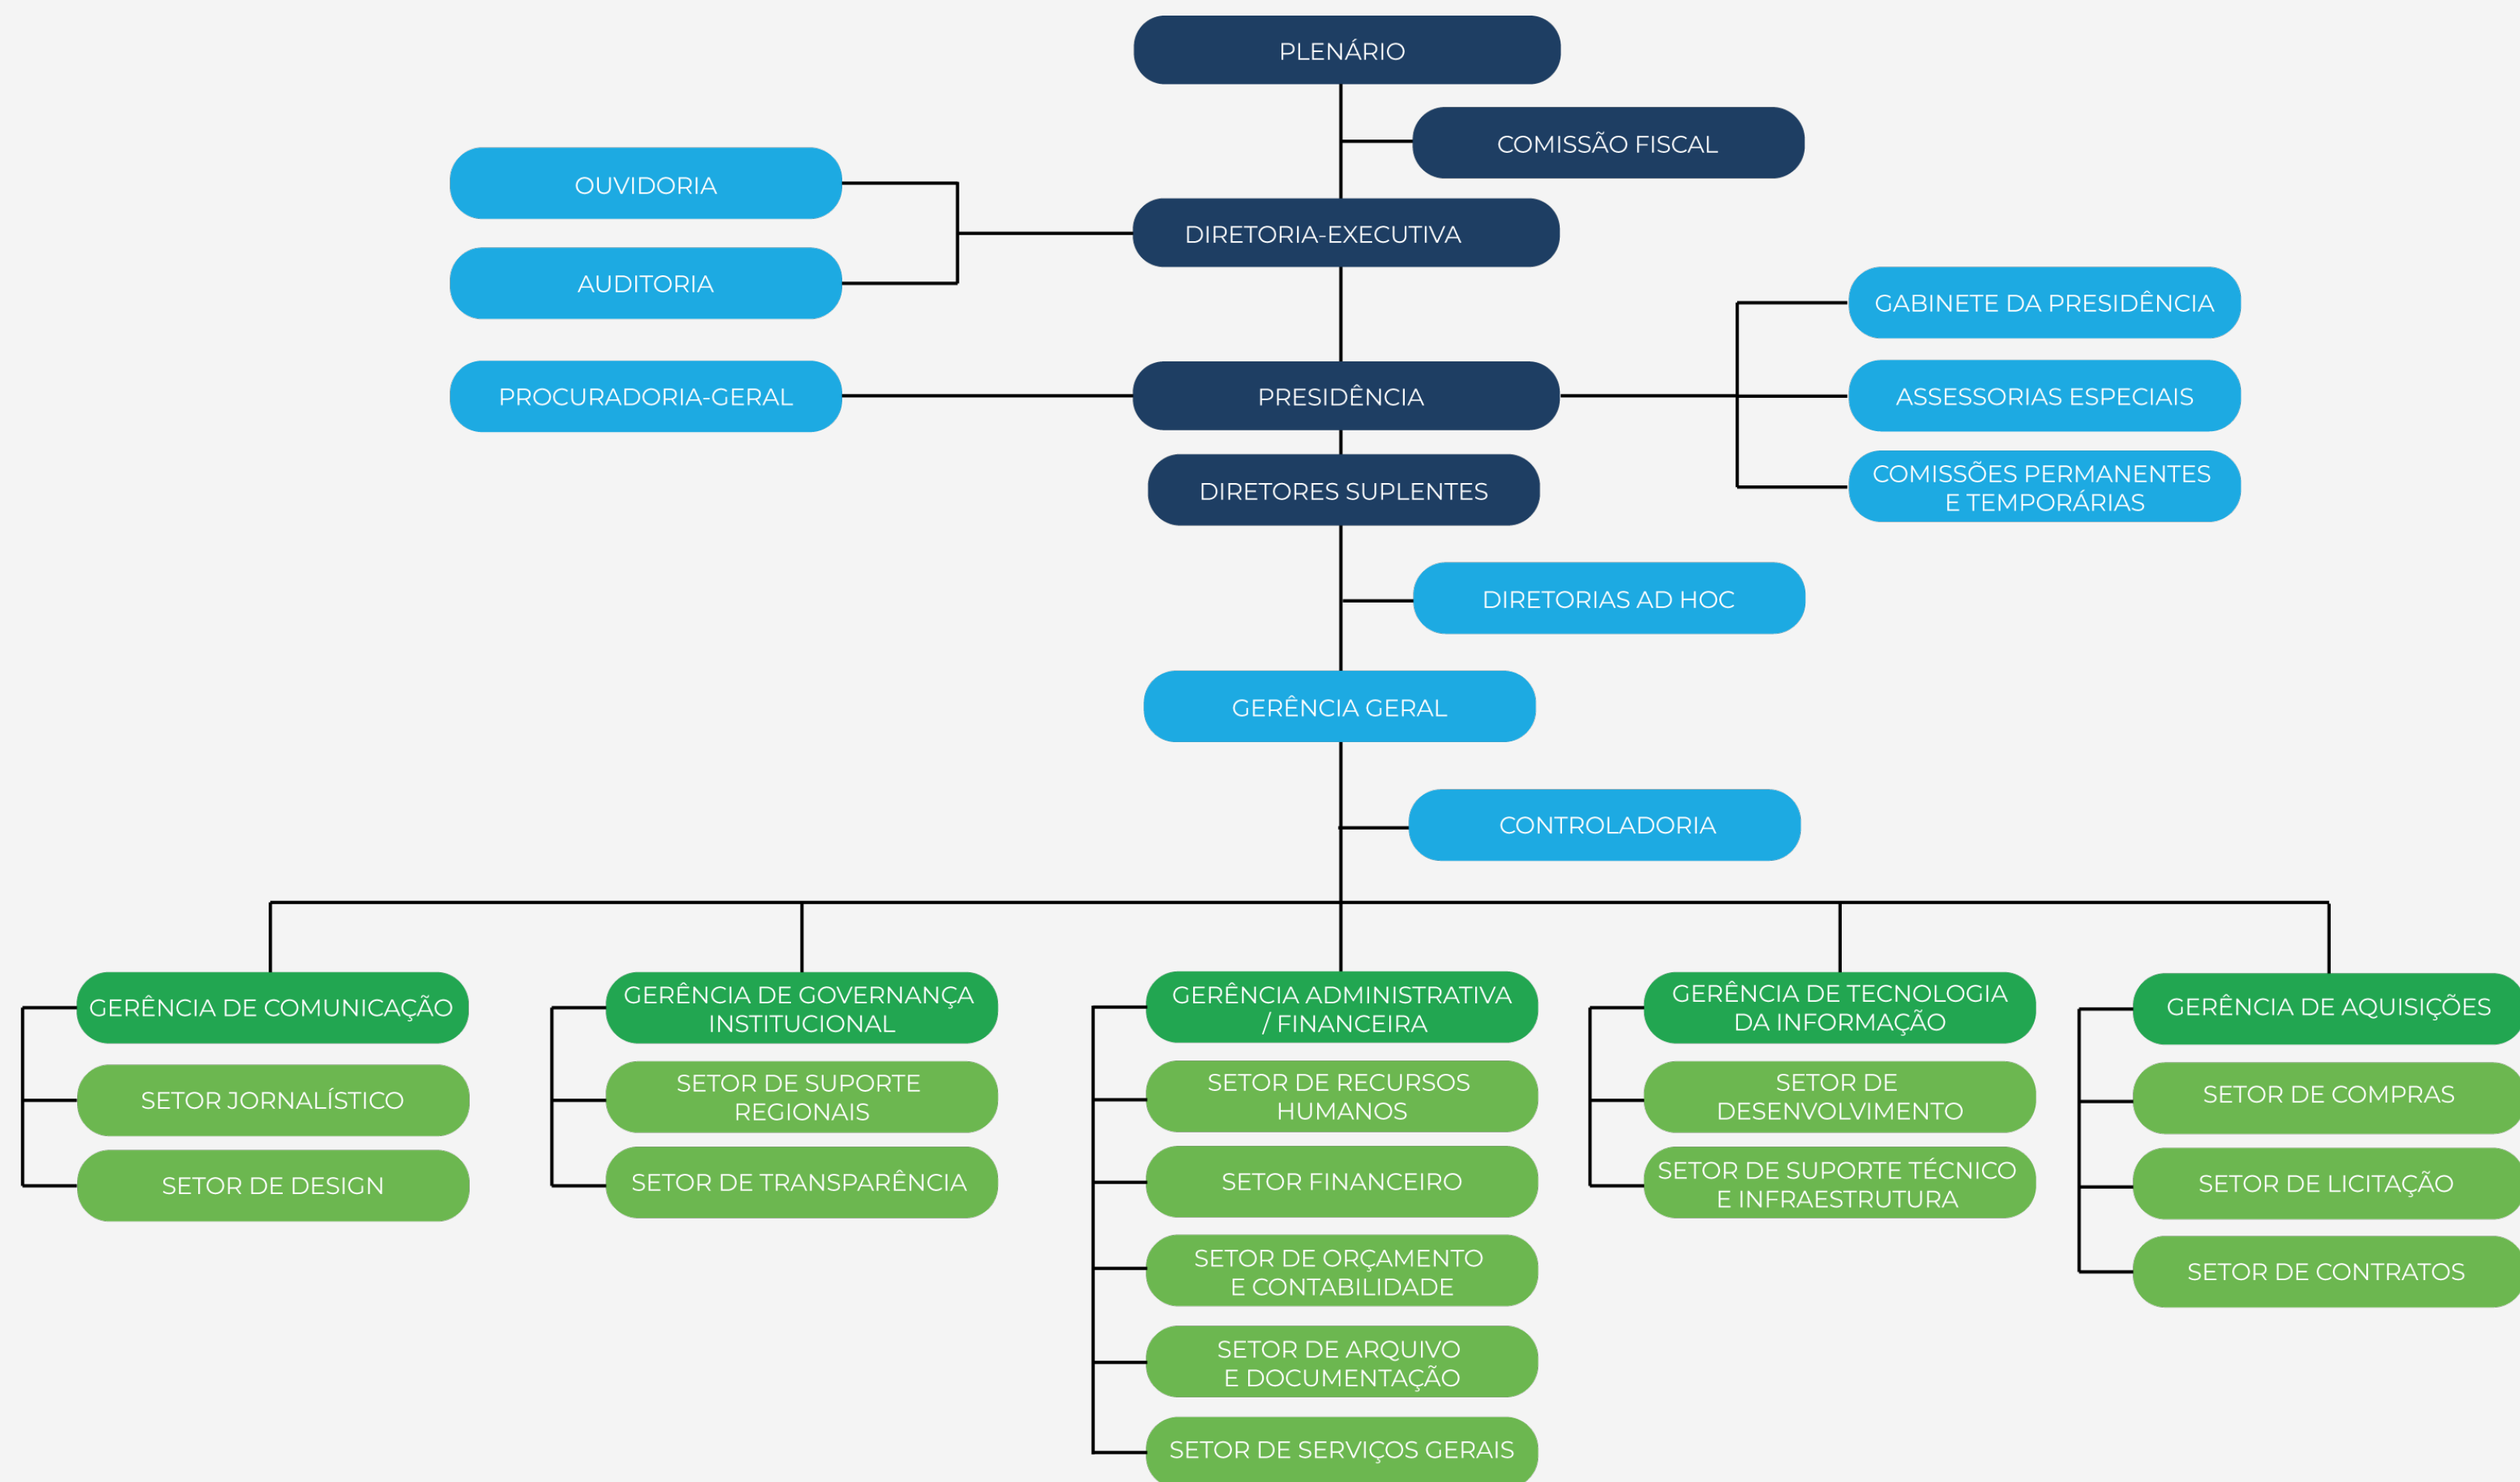 PLENÁRIO
COMISSÃO FISCAL
OUVIDORIA
DIRETORIA-EXECUTIVA
AUDITORIA
GABINETE DA PRESIDÊNCIA
PROCURADORIA-GERAL
PRESIDÊNCIA
ASSESSORIAS ESPECIAIS
COMISSÕES PERMANENTES
E TEMPORÁRIAS
DIRETORES SUPLENTES
DIRETORIAS AD HOC
GERÊNCIA GERAL
CONTROLADORIA
GERÊNCIA DE COMUNICAÇÃO
SETOR JORNALÍSTICO
SETOR DE DESIGN
GERÊNCIA DE GOVERNANÇA
INSTITUCIONAL
SETOR DE SUPORTE
REGIONAIS
SETOR DE TRANSPARÊNCIA
GERÊNCIA ADMINISTRATIVA
/ FINANCEIRA
SETOR DE RECURSOS
HUMANOS
SETOR FINANCEIRO
SETOR DE ORÇAMENTO
E CONTABILIDADE
SETOR DE ARQUIVO
E DOCUMENTAÇÃO
SETOR DE SERVIÇOS GERAIS
GERÊNCIA DE TECNOLOGIA
DA INFORMAÇÃO
SETOR DE
DESENVOLVIMENTO
SETOR DE SUPORTE TÉCNICO
E INFRAESTRUTURA
GERÊNCIA DE AQUISIÇÕES
SETOR DE COMPRAS
SETOR DE LICITAÇÃO
SETOR DE CONTRATOS